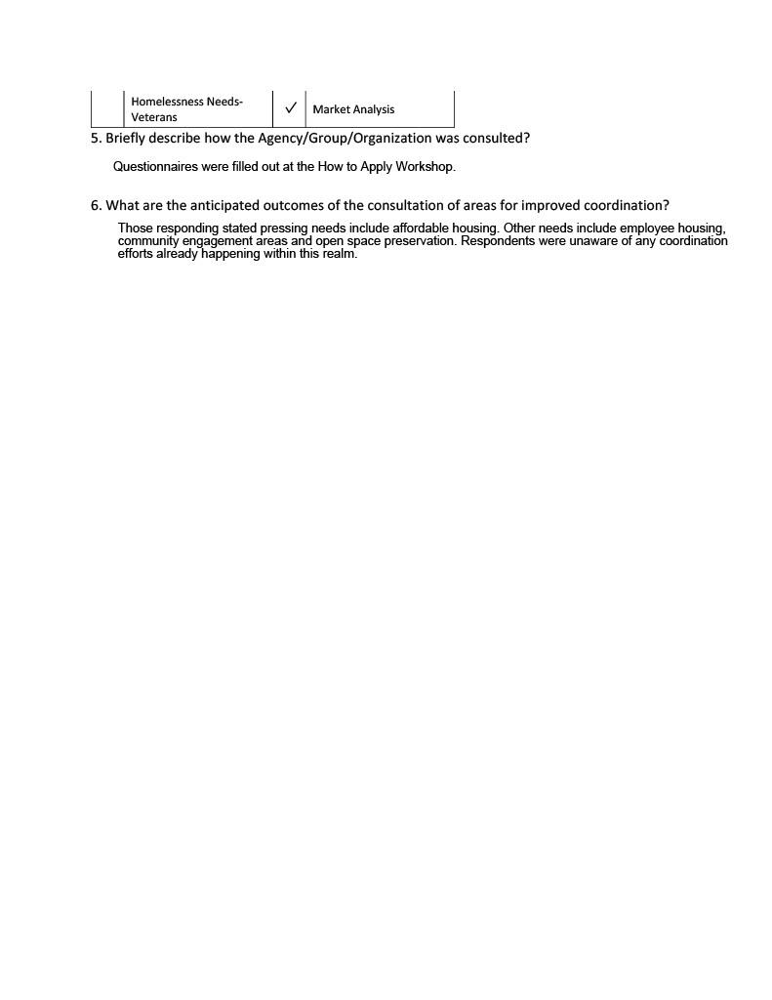 Homelessness Needs-
Veterans
✓ Market Analysis
5. Briefly describe how the Agency/Group/Organization was consulted?
Questionnaires were filled out at the How to Apply Workshop.
6. What are the anticipated outcomes of the consultation of areas for improved coordination?
Those responding stated pressing needs include affordable housing. Other needs include employee housing,
community engagement areas and open space preservation. Respondents were unaware of any coordination
efforts already happening within this realm.